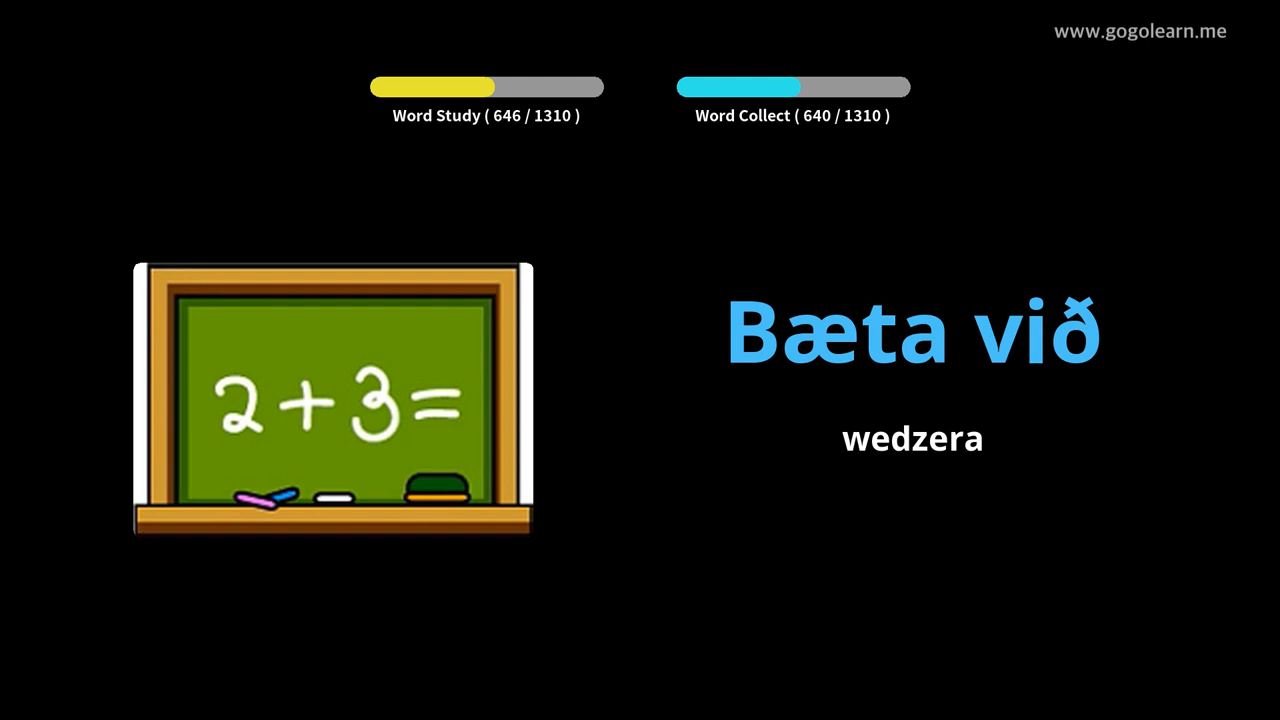 www.gogolearn.me
Word Study ( 646 / 1310 )
Word Collect ( 640 / 1310 )
2+3=
Bæta við
wedzera